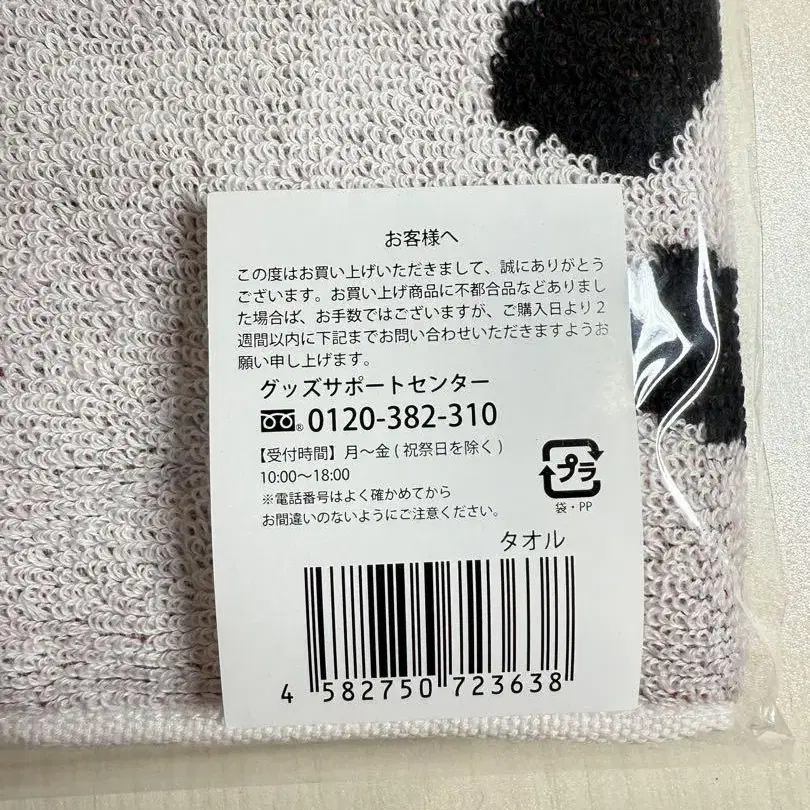 お客様へ
この度はお買い上げいただきまして、誠にありがとう
ございます。お買い上げ商品に不都合品などありまし
た場合は、お手数ではございますが、ご購入日より2
週間以内に下記までお問い合わせいただきますようお
願い申し上げます。
グッズサポートセンター
® 0120-382-310
【受付時間】月〜金(祝祭日を除く)
10:00〜18:00
※電話番号はよく確かめてから
お間違いのないようにご注意ください。
プラ
袋・PP
タオル
4 582750 723638